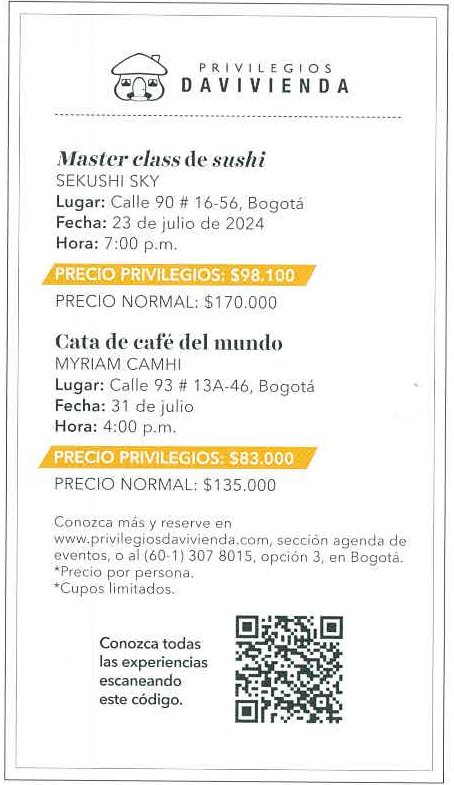 PRIVILEGIOS
DAVIVIENDA
Master class de sushi
SEKUSHI SKY
Lugar: Calle 90 # 16-56, Bogotá
Fecha: 23 de julio de 2024
Hora: 7:00 p.m.
PRECIO PRIVILEGIOS: $98.100
PRECIO NORMAL: $170.000
Cata de café del mundo
MYRIAM CAMHI
Lugar: Calle 93 # 13A-46, Bogotá
Fecha: 31 de julio
Hora: 4:00 p.m.
PRECIO PRIVILEGIOS: $83.000
PRECIO NORMAL: $135.000
Conozca más y reserve en
www.privilegiosdavivienda.com, sección agenda de
eventos, o al (60-1) 307 8015, opción 3, en Bogotá.
*Precio por persona.
*Cupos limitados.
Conozca todas
las experiencias
escaneando
este código.